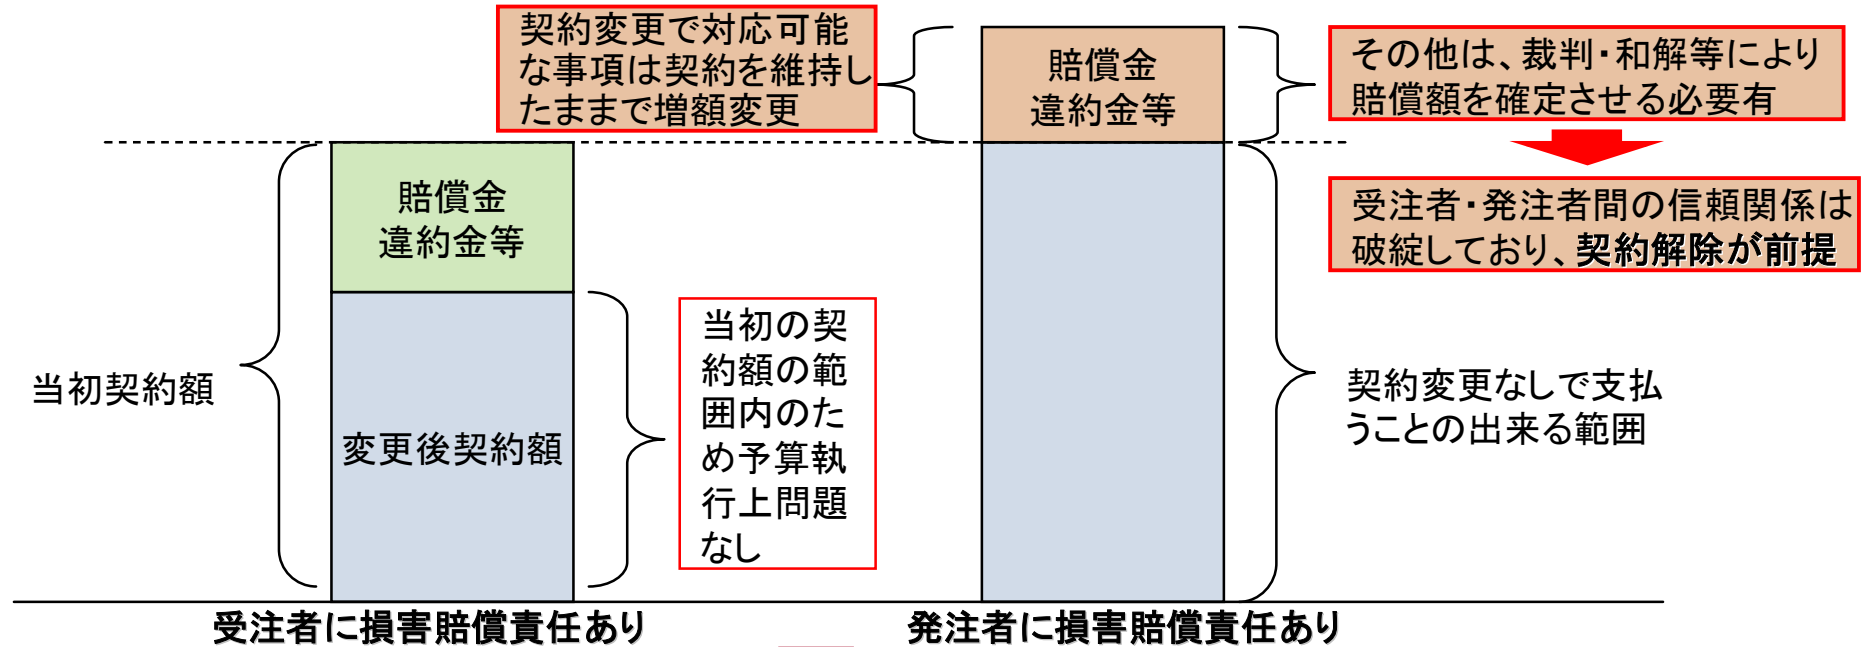 契約変更で対応可能
な事項は契約を維持し
たままで増額変更
賠償金
違約金等
その他は、裁判・和解等により
賠償額を確定させる必要有
受注者・発注者間の信頼関係は
破綻しており、契約解除が前提
賠償金
違約金等
当初契約額
変更後契約額
当初の契
約額の範
囲内のた
め予算執
行上問題
なし
契約変更なしで支払
うことの出来る範囲
受注者に損害賠償責任あり
発注者に損害賠償責任あり